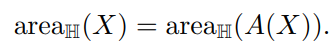 area_ℍ(X) = area_ℍ(A(X)).